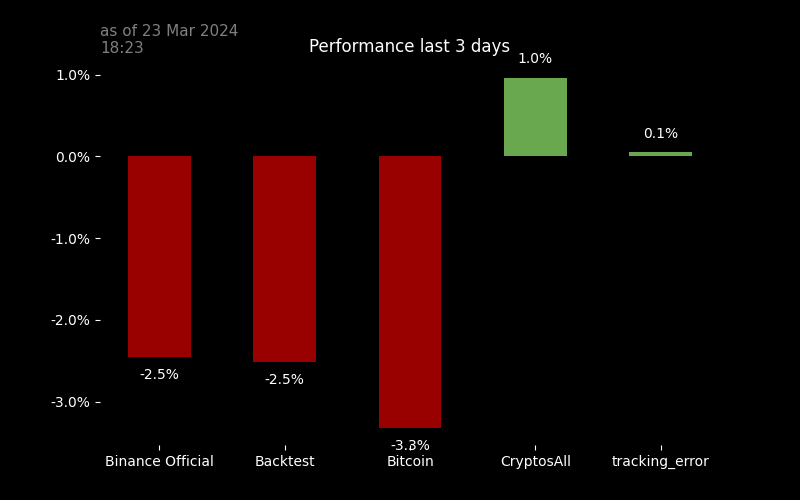 as of 23 Mar 2024
18:23
Performance last 3 days
1.0%
1.0%
0.1%
0.0%
-1.0%
-2.0%
-2.5%
-2.5%
-3.0%
-3.3%
Binance Official
Backtest
Bitcoin
CryptosAll
tracking_error